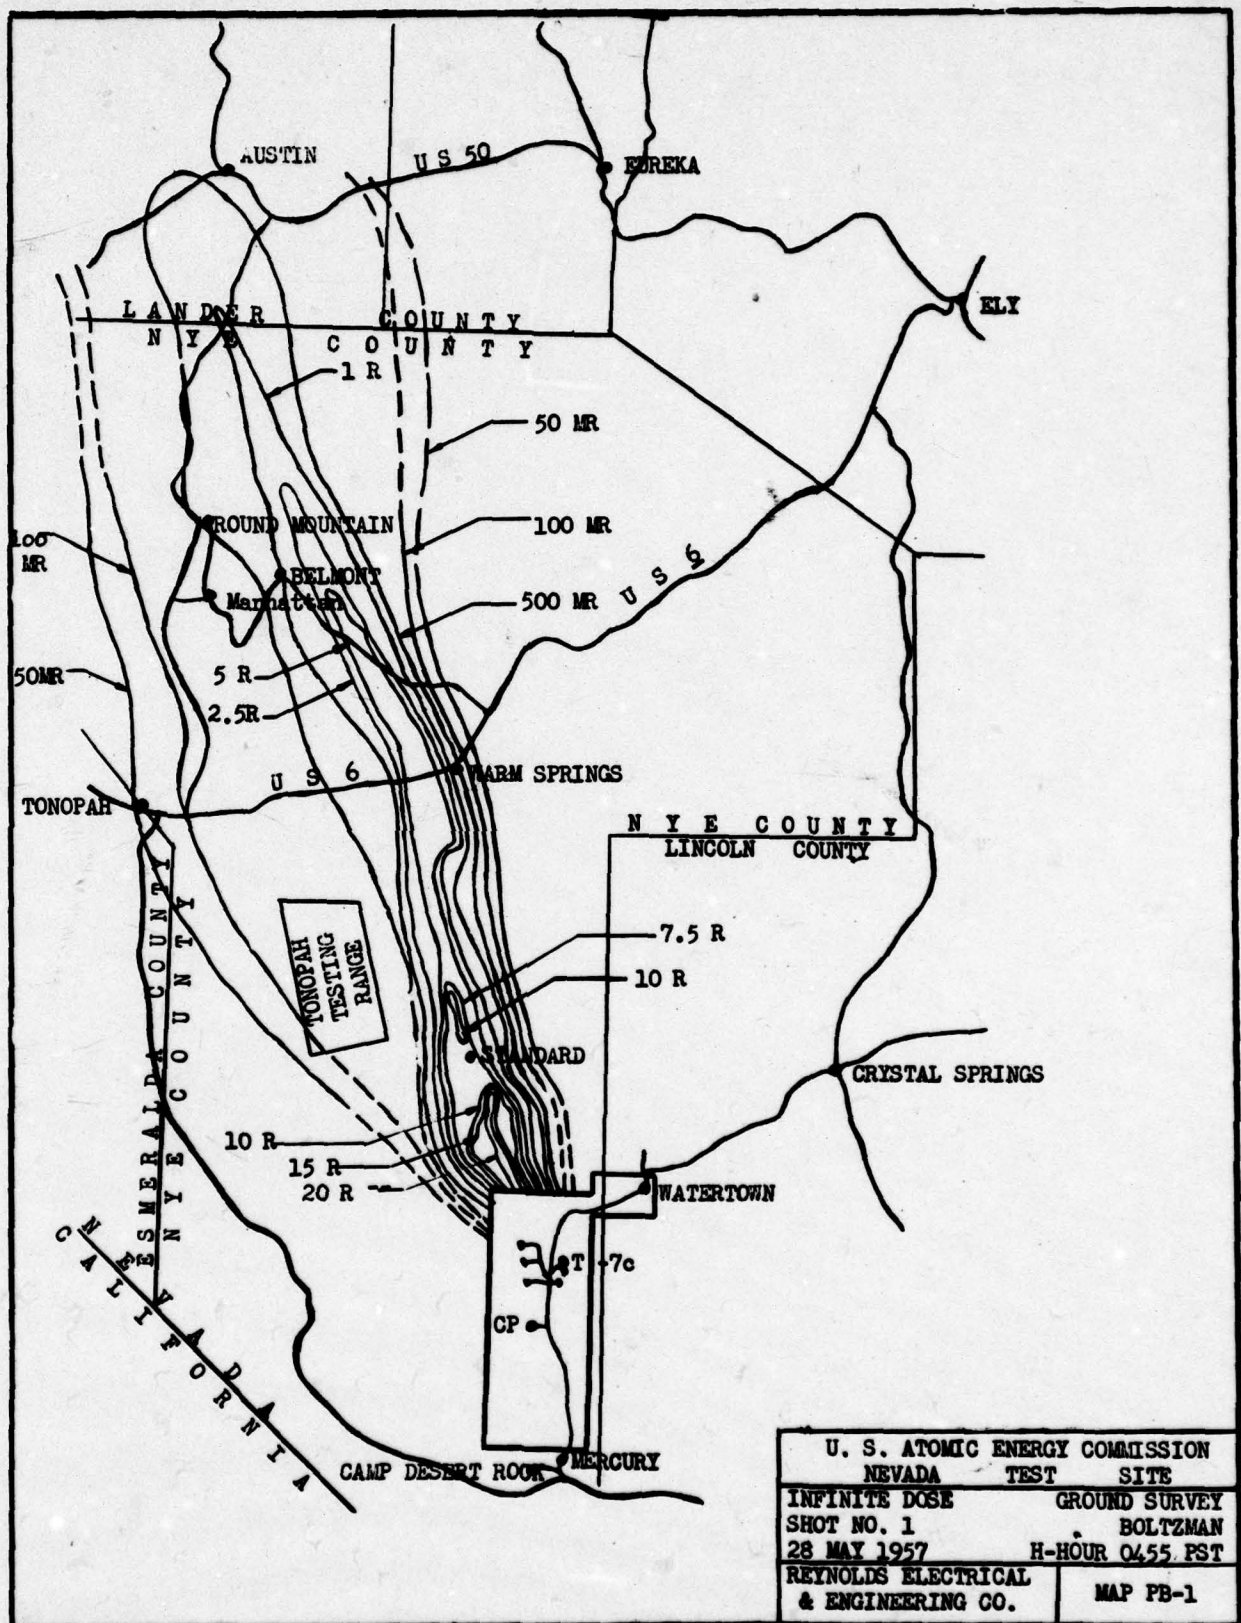 AUSTIN
US 50
EUREKA
ELY
LANDER COUNTY
NYE COUNTY
1 R
50 MR
ROUND MOUNTAIN
100 MR
100
MR
BELMONT
Manhattan
500 MR
US 6
5 R
50MR
2.5R
US 6
WARM SPRINGS
TONOPAH
NYE COUNTY
LINCOLN COUNTY
ESMERALDA COUNTY
NYE COUNTY
TONOPAH
TESTING
RANGE
7.5 R
10 R
STANDARD
CRYSTAL SPRINGS
10 R
15 R
20 R
WATERTOWN
NYE
NEVADA
CALIFORNIA
T -7c
CP
MERCURY
CAMP DESERT ROCK
U. S. ATOMIC ENERGY COMMISSION
NEVADA TEST SITE
INFINITE DOSE GROUND SURVEY
SHOT NO. 1 BOLTZMAN
28 MAY 1957 H-HOUR 0455 PST
REYNOLDS ELECTRICAL
& ENGINEERING CO.
MAP PB-1